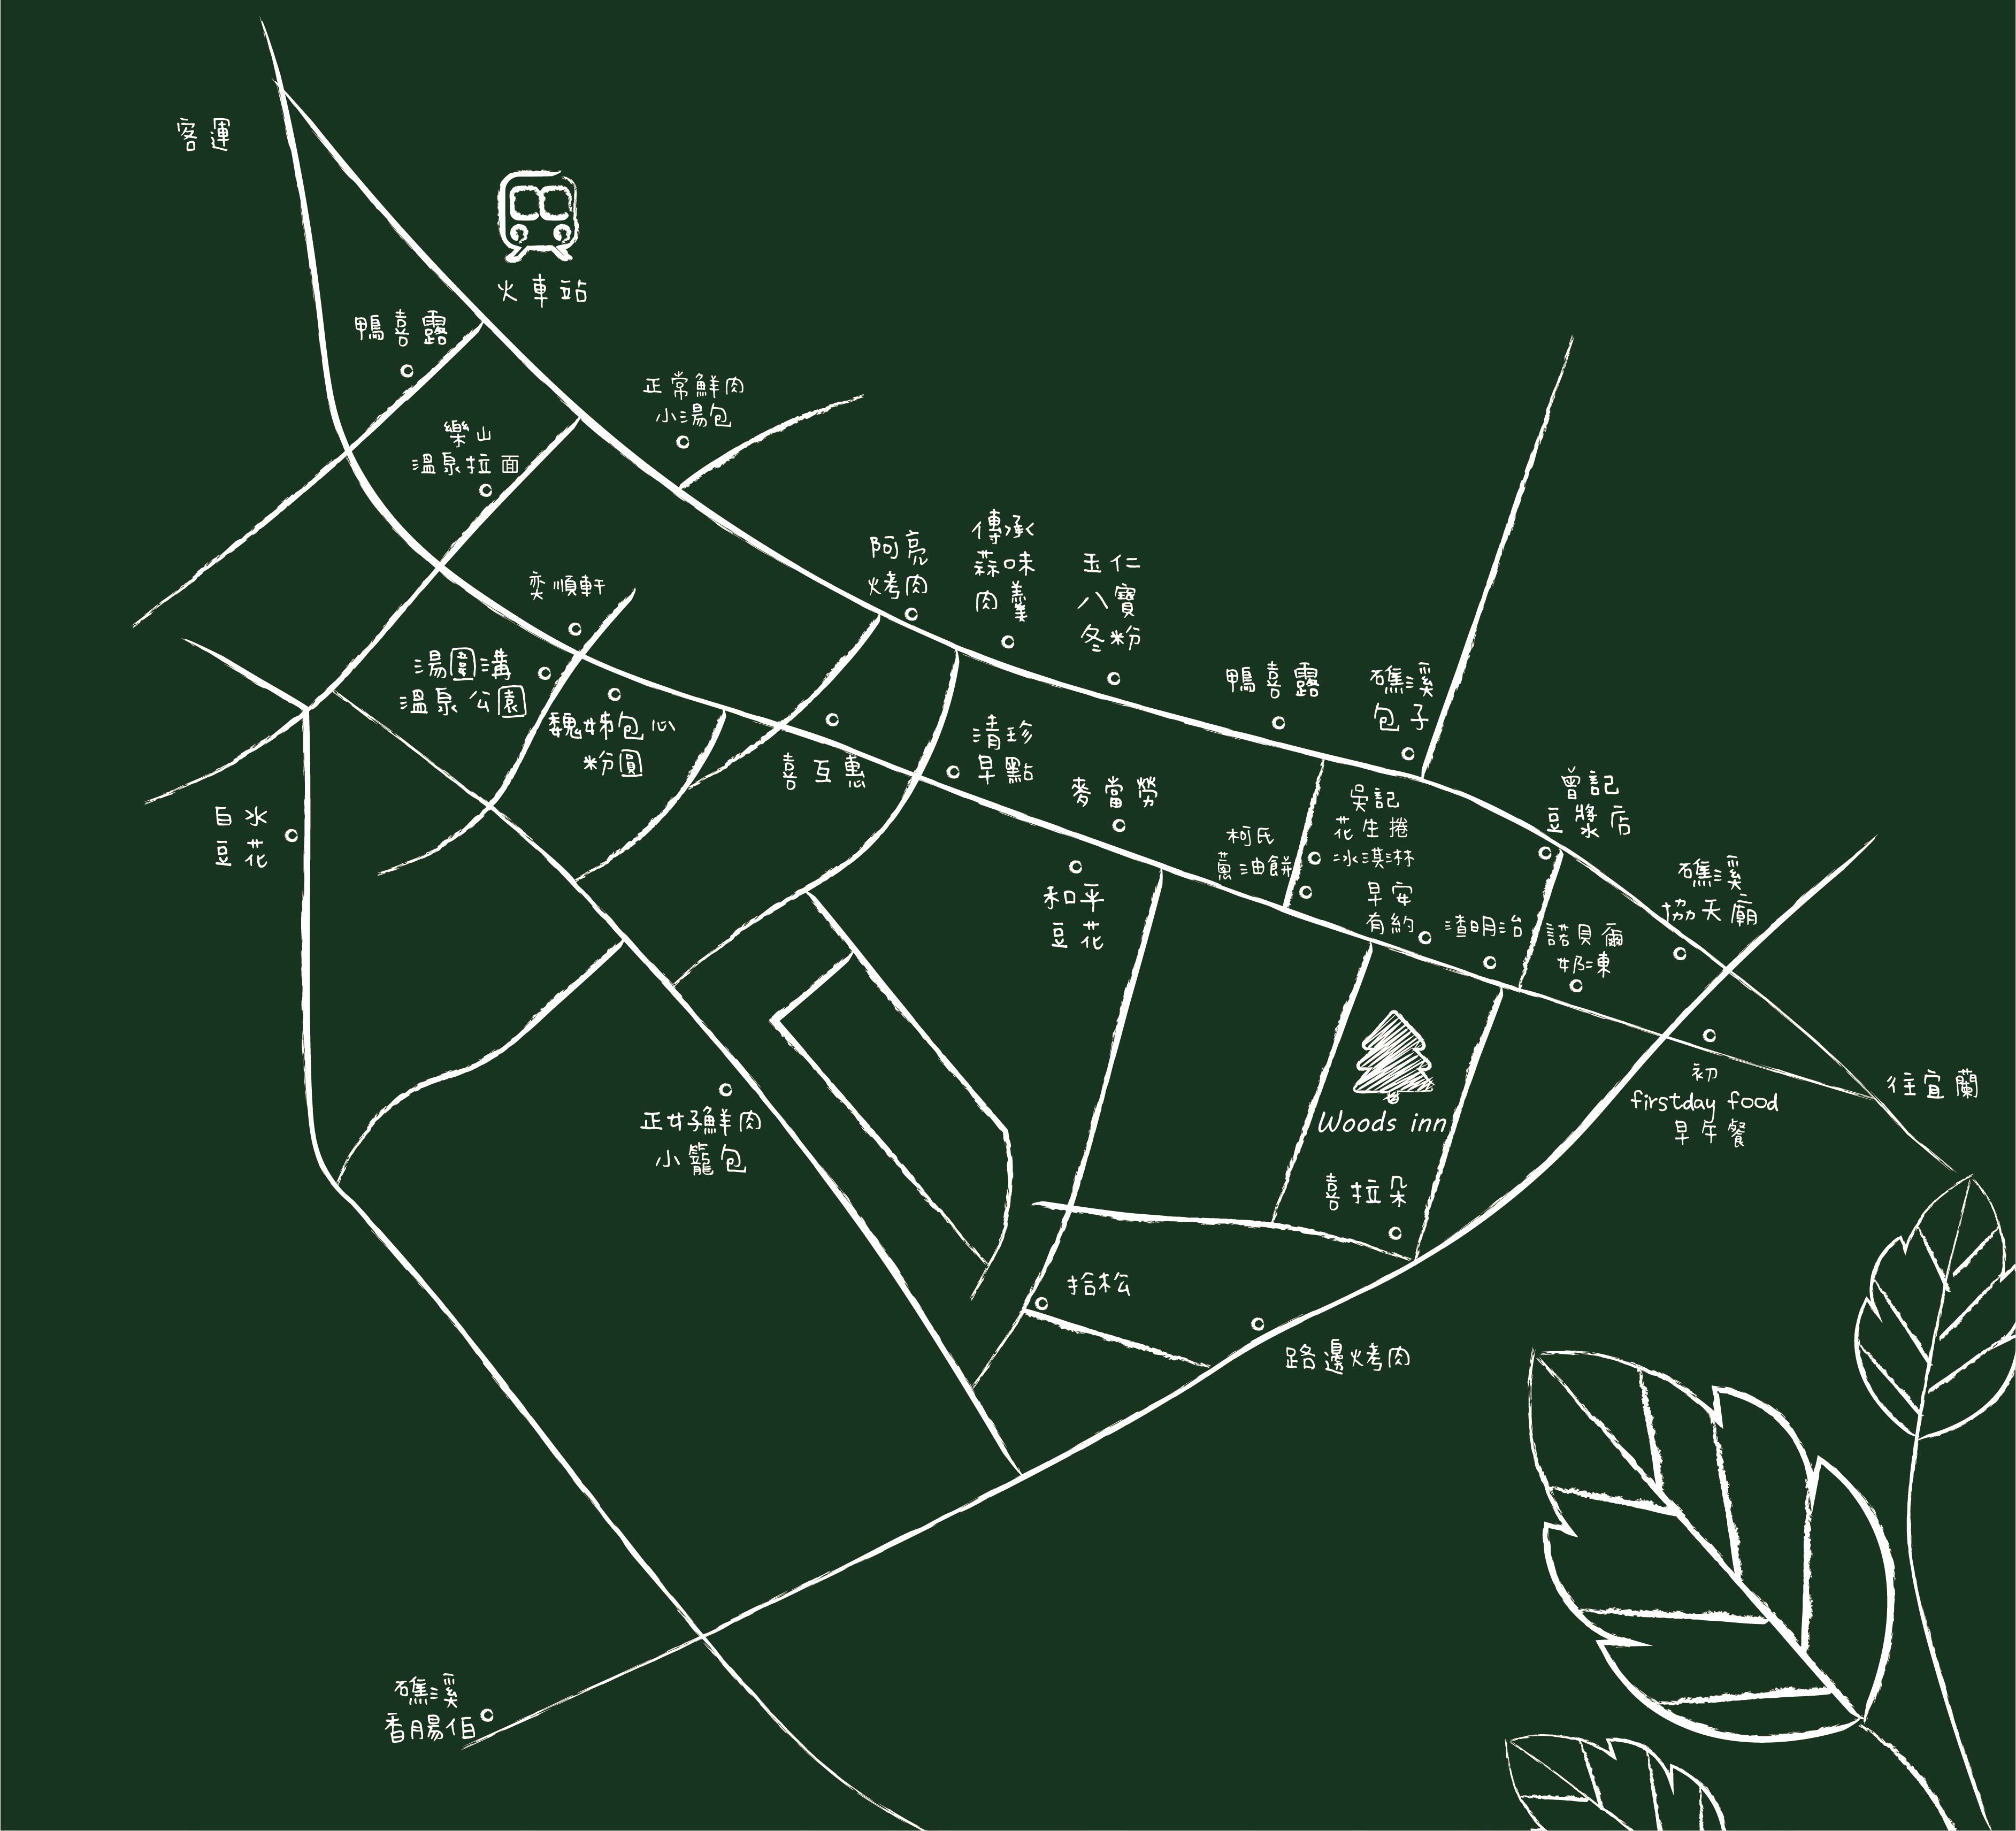 客運
火車站
鴨喜露
正常鮮肉
小湯包
樂山
溫泉拉面
阿亮
烤肉
傳承
蒜味
肉羹
玉仁
八寶
冬粉
奕順軒
湯圍溝
溫泉公園
魏姊包心
粉圓
鴨喜露
礁溪
包子
喜互惠
清珍
早點
麥當勞
曾記
豆漿店
吳記
花生捲
冰淇淋
柯氏
蔥油餅
白水
豆花
和平
豆花
早安
有約
渣明治
諾貝爾
奶凍
礁溪
協天廟
Woods inn
初
firstday food
早午餐
往宜蘭
正好鮮肉
小籠包
喜拉朵
拾松
路邊烤肉
礁溪
香腸伯